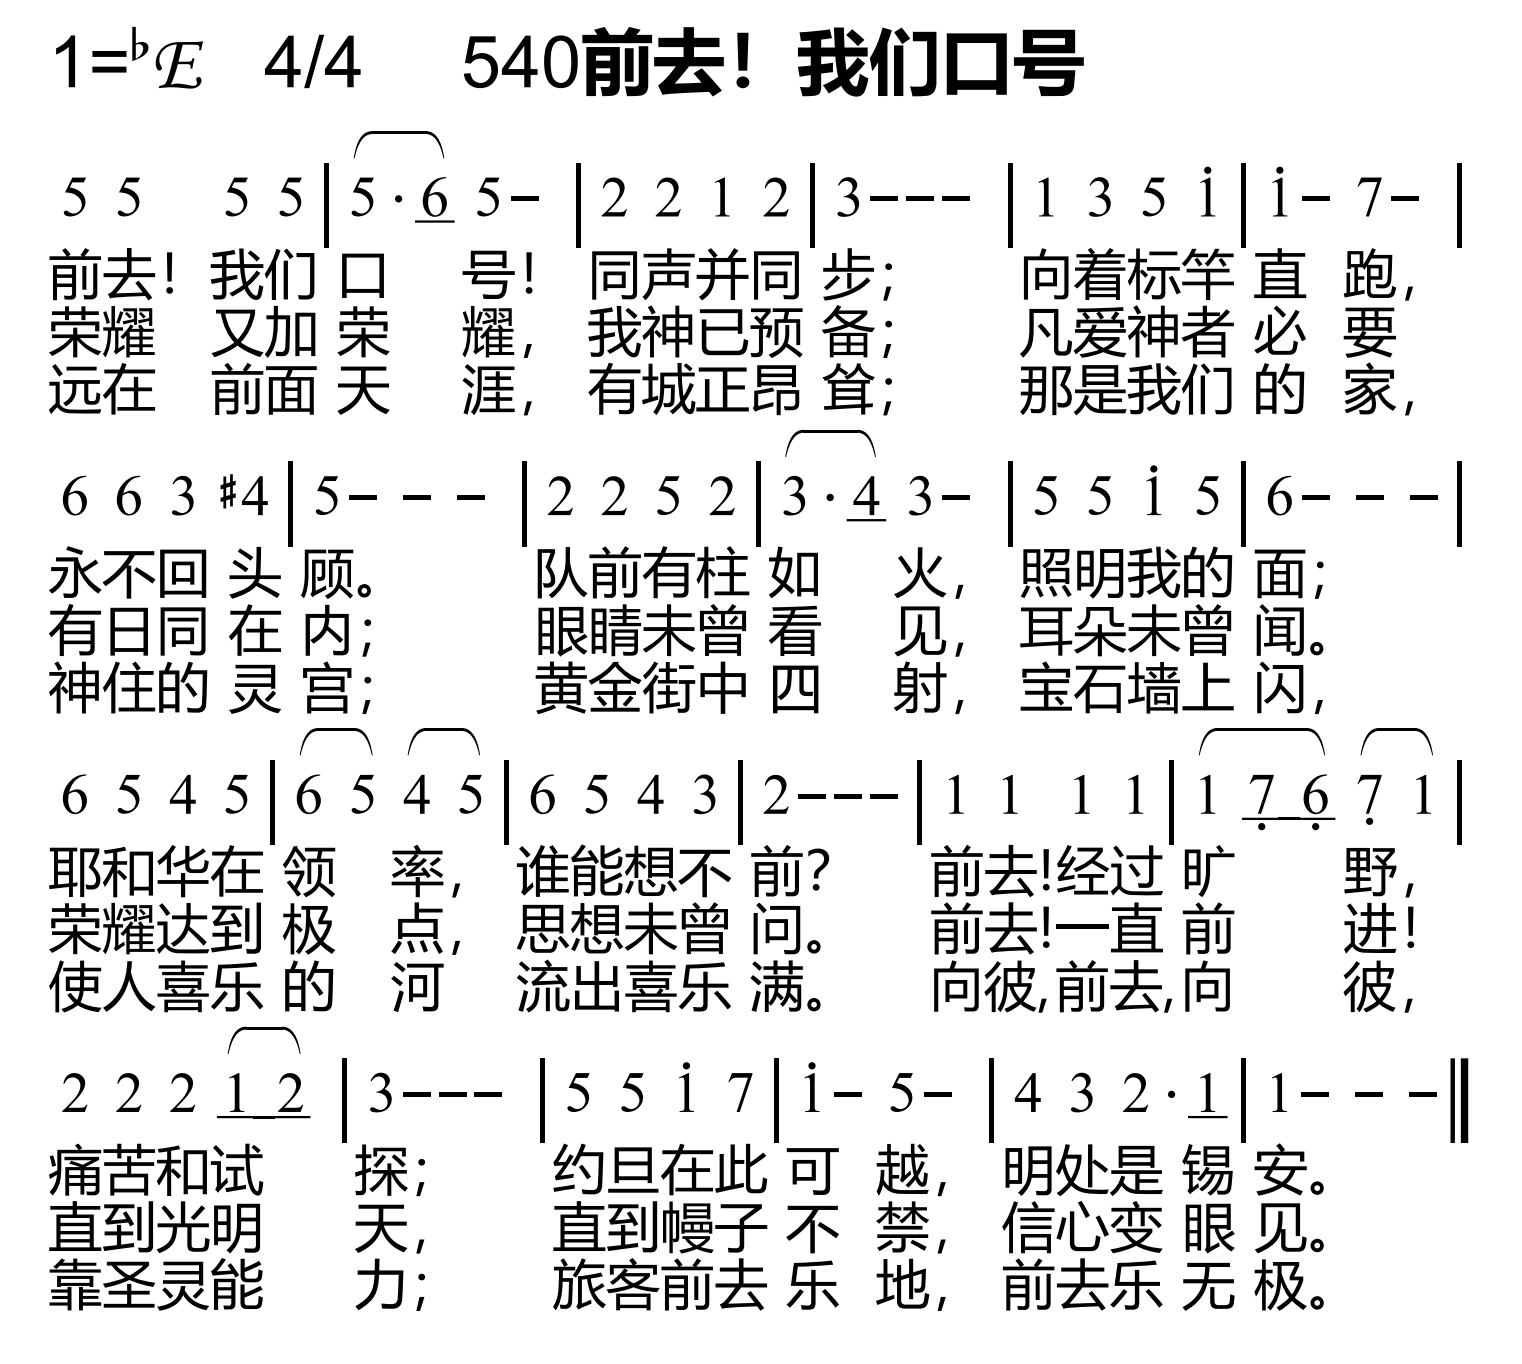 1=♭E 4/4 540前去！我们口号
5 5 5 5 | 5 · 6 5 – | 2 2 1 2 | 3 – – – | 1 3 5 1̇ | 1̇ – 7 – |
前去！我们 口 号！ 同声并同 步； 向着标竿 直 跑，
荣耀 又加 荣 耀， 我神已预 备； 凡爱神者 必 要
远在 前面 天 涯， 有城正昂 耸； 那是我们 的 家，
6 6 3 ♯4 | 5 – – – | 2 2 5 2 | 3 · 4 3 – | 5 5 1̇ 5 | 6 – – – |
永不回 头 顾。 队前有柱 如 火， 照明我的 面；
有日同 在 内； 眼睛未曾 看 见， 耳朵未曾 闻。
神住的 灵 宫； 黄金街中 四 射， 宝石墙上 闪，
6 5 4 5 | 6 5 4 5 | 6 5 4 3 | 2 – – – | 1 1 1 1 | 1 7̣ 6̣ 7̣ 1 |
耶和华在 领 率， 谁能想不 前？ 前去!经过 旷 野，
荣耀达到 极 点， 思想未曾 问。 前去!一直 前 进！
使人喜乐 的 河 流出喜乐 满。 向彼,前去,向 彼，
2 2 2 1 2 | 3 – – – | 5 5 1̇ 7 | 1̇ – 5 – | 4 3 2 · 1 | 1 – – – ‖
痛苦和试 探； 约旦在此 可 越， 明处是 锡 安。
直到光明 天， 直到幔子 不 禁， 信心变 眼 见。
靠圣灵能 力； 旅客前去 乐 地， 前去乐 无 极。